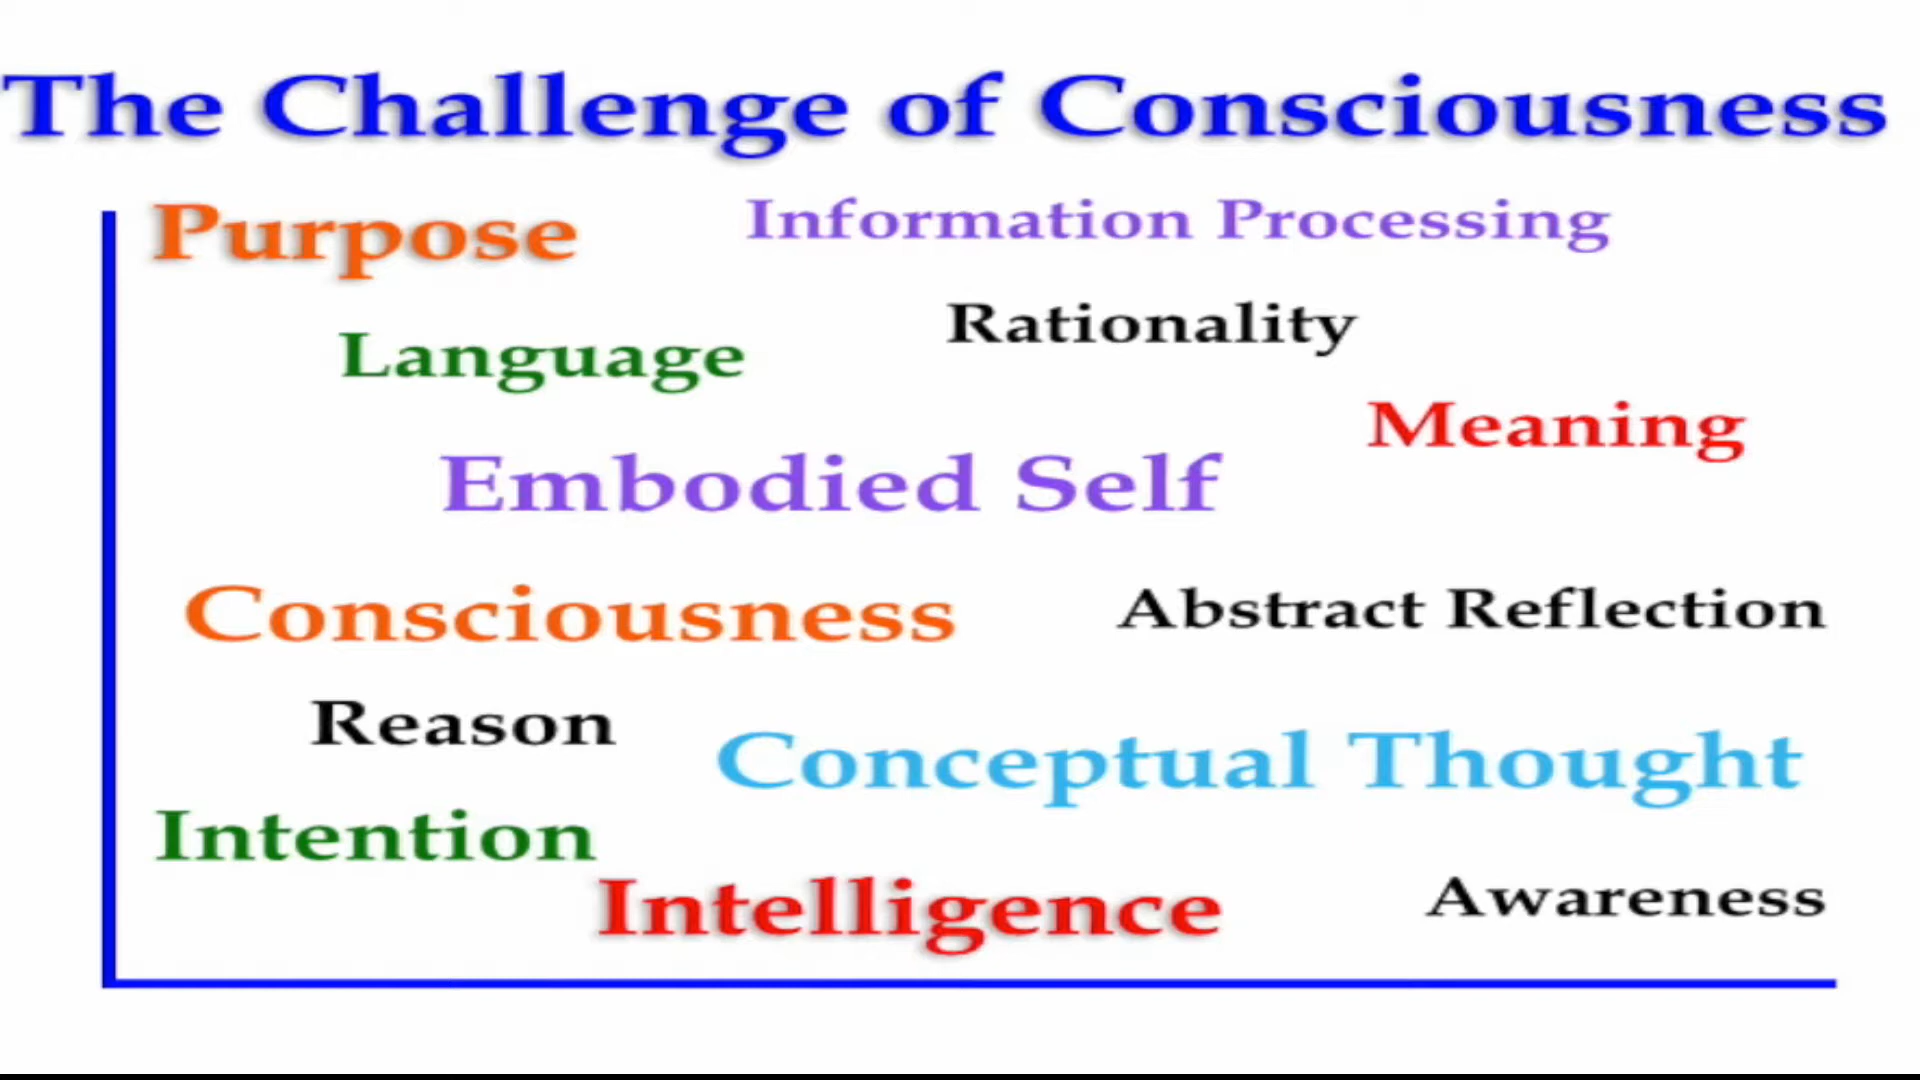 The Challenge of Consciousness
Purpose
Information Processing
Rationality
Language
Meaning
Embodied Self
Consciousness
Abstract Reflection
Reason
Conceptual Thought
Intention
Intelligence
Awareness